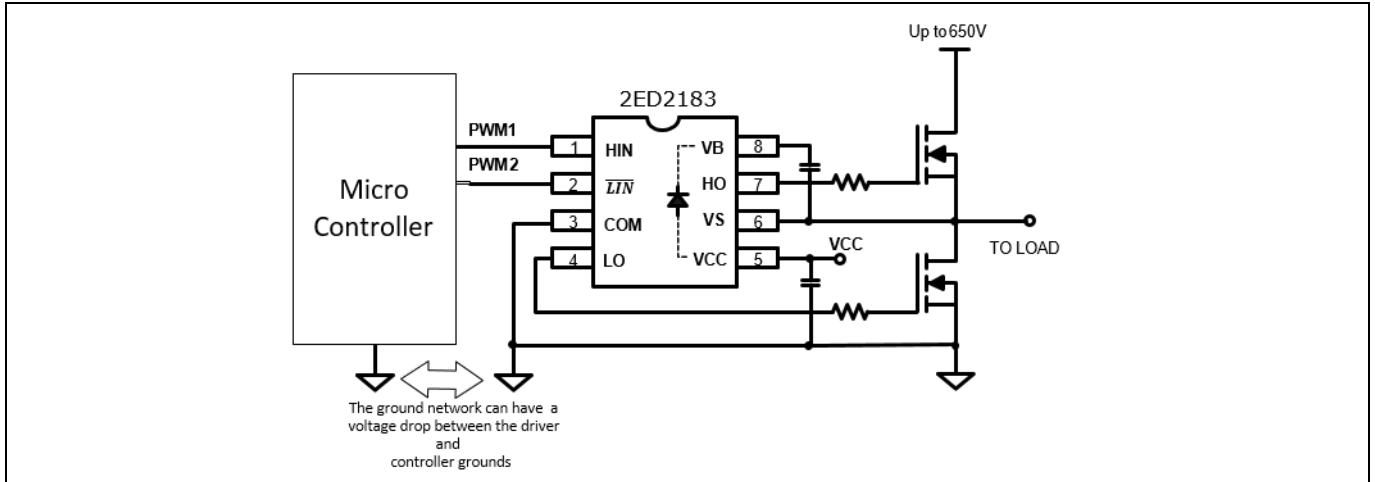 Up to 650V
2ED2183
PWM1
PWM2
Micro
Controller
1 HIN VB 8
2 LIN HO 7
3 COM VS 6
4 LO VCC 5
VCC
TO LOAD
The ground network can have a
voltage drop between the driver
and
controller grounds